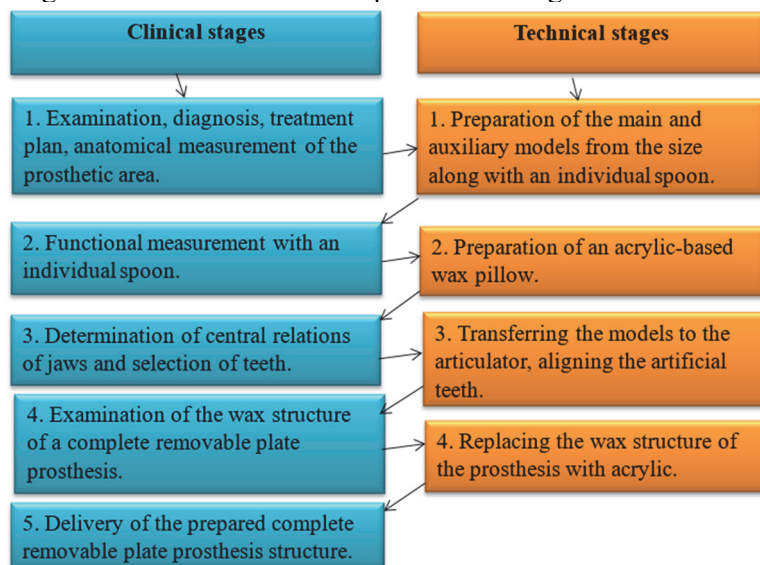 Clinical stages
Technical stages
1. Examination, diagnosis, treatment
plan, anatomical measurement of the
prosthetic area.
1. Preparation of the main and
auxiliary models from the size
along with an individual spoon.
2. Functional measurement with an
individual spoon.
2. Preparation of an acrylic-based
wax pillow.
3. Determination of central relations
of jaws and selection of teeth.
3. Transferring the models to the
articulator, aligning the artificial
teeth.
4. Examination of the wax structure
of a complete removable plate
prosthesis.
4. Replacing the wax structure of
the prosthesis with acrylic.
5. Delivery of the prepared complete
removable plate prosthesis structure.